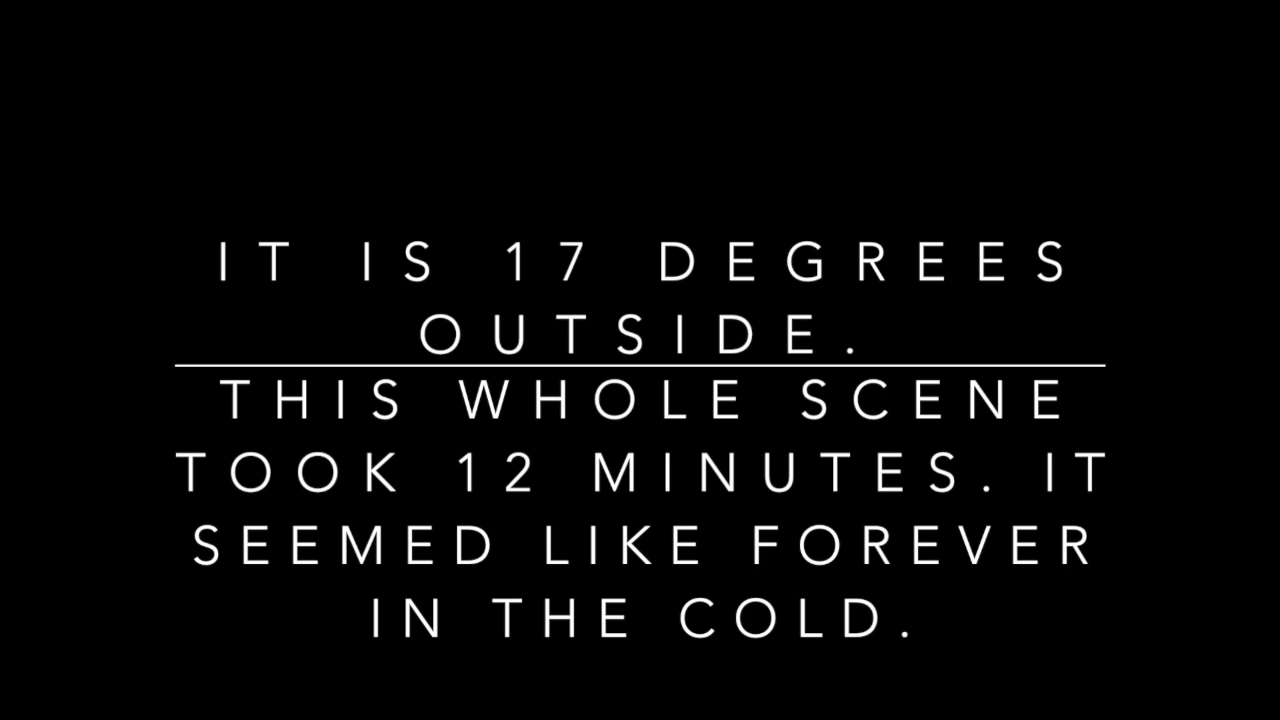 IT IS 17 DEGREES
OUTSIDE.
THIS WHOLE SCENE
TOOK 12 MINUTES. IT
SEEMED LIKE FOREVER
IN THE COLD.